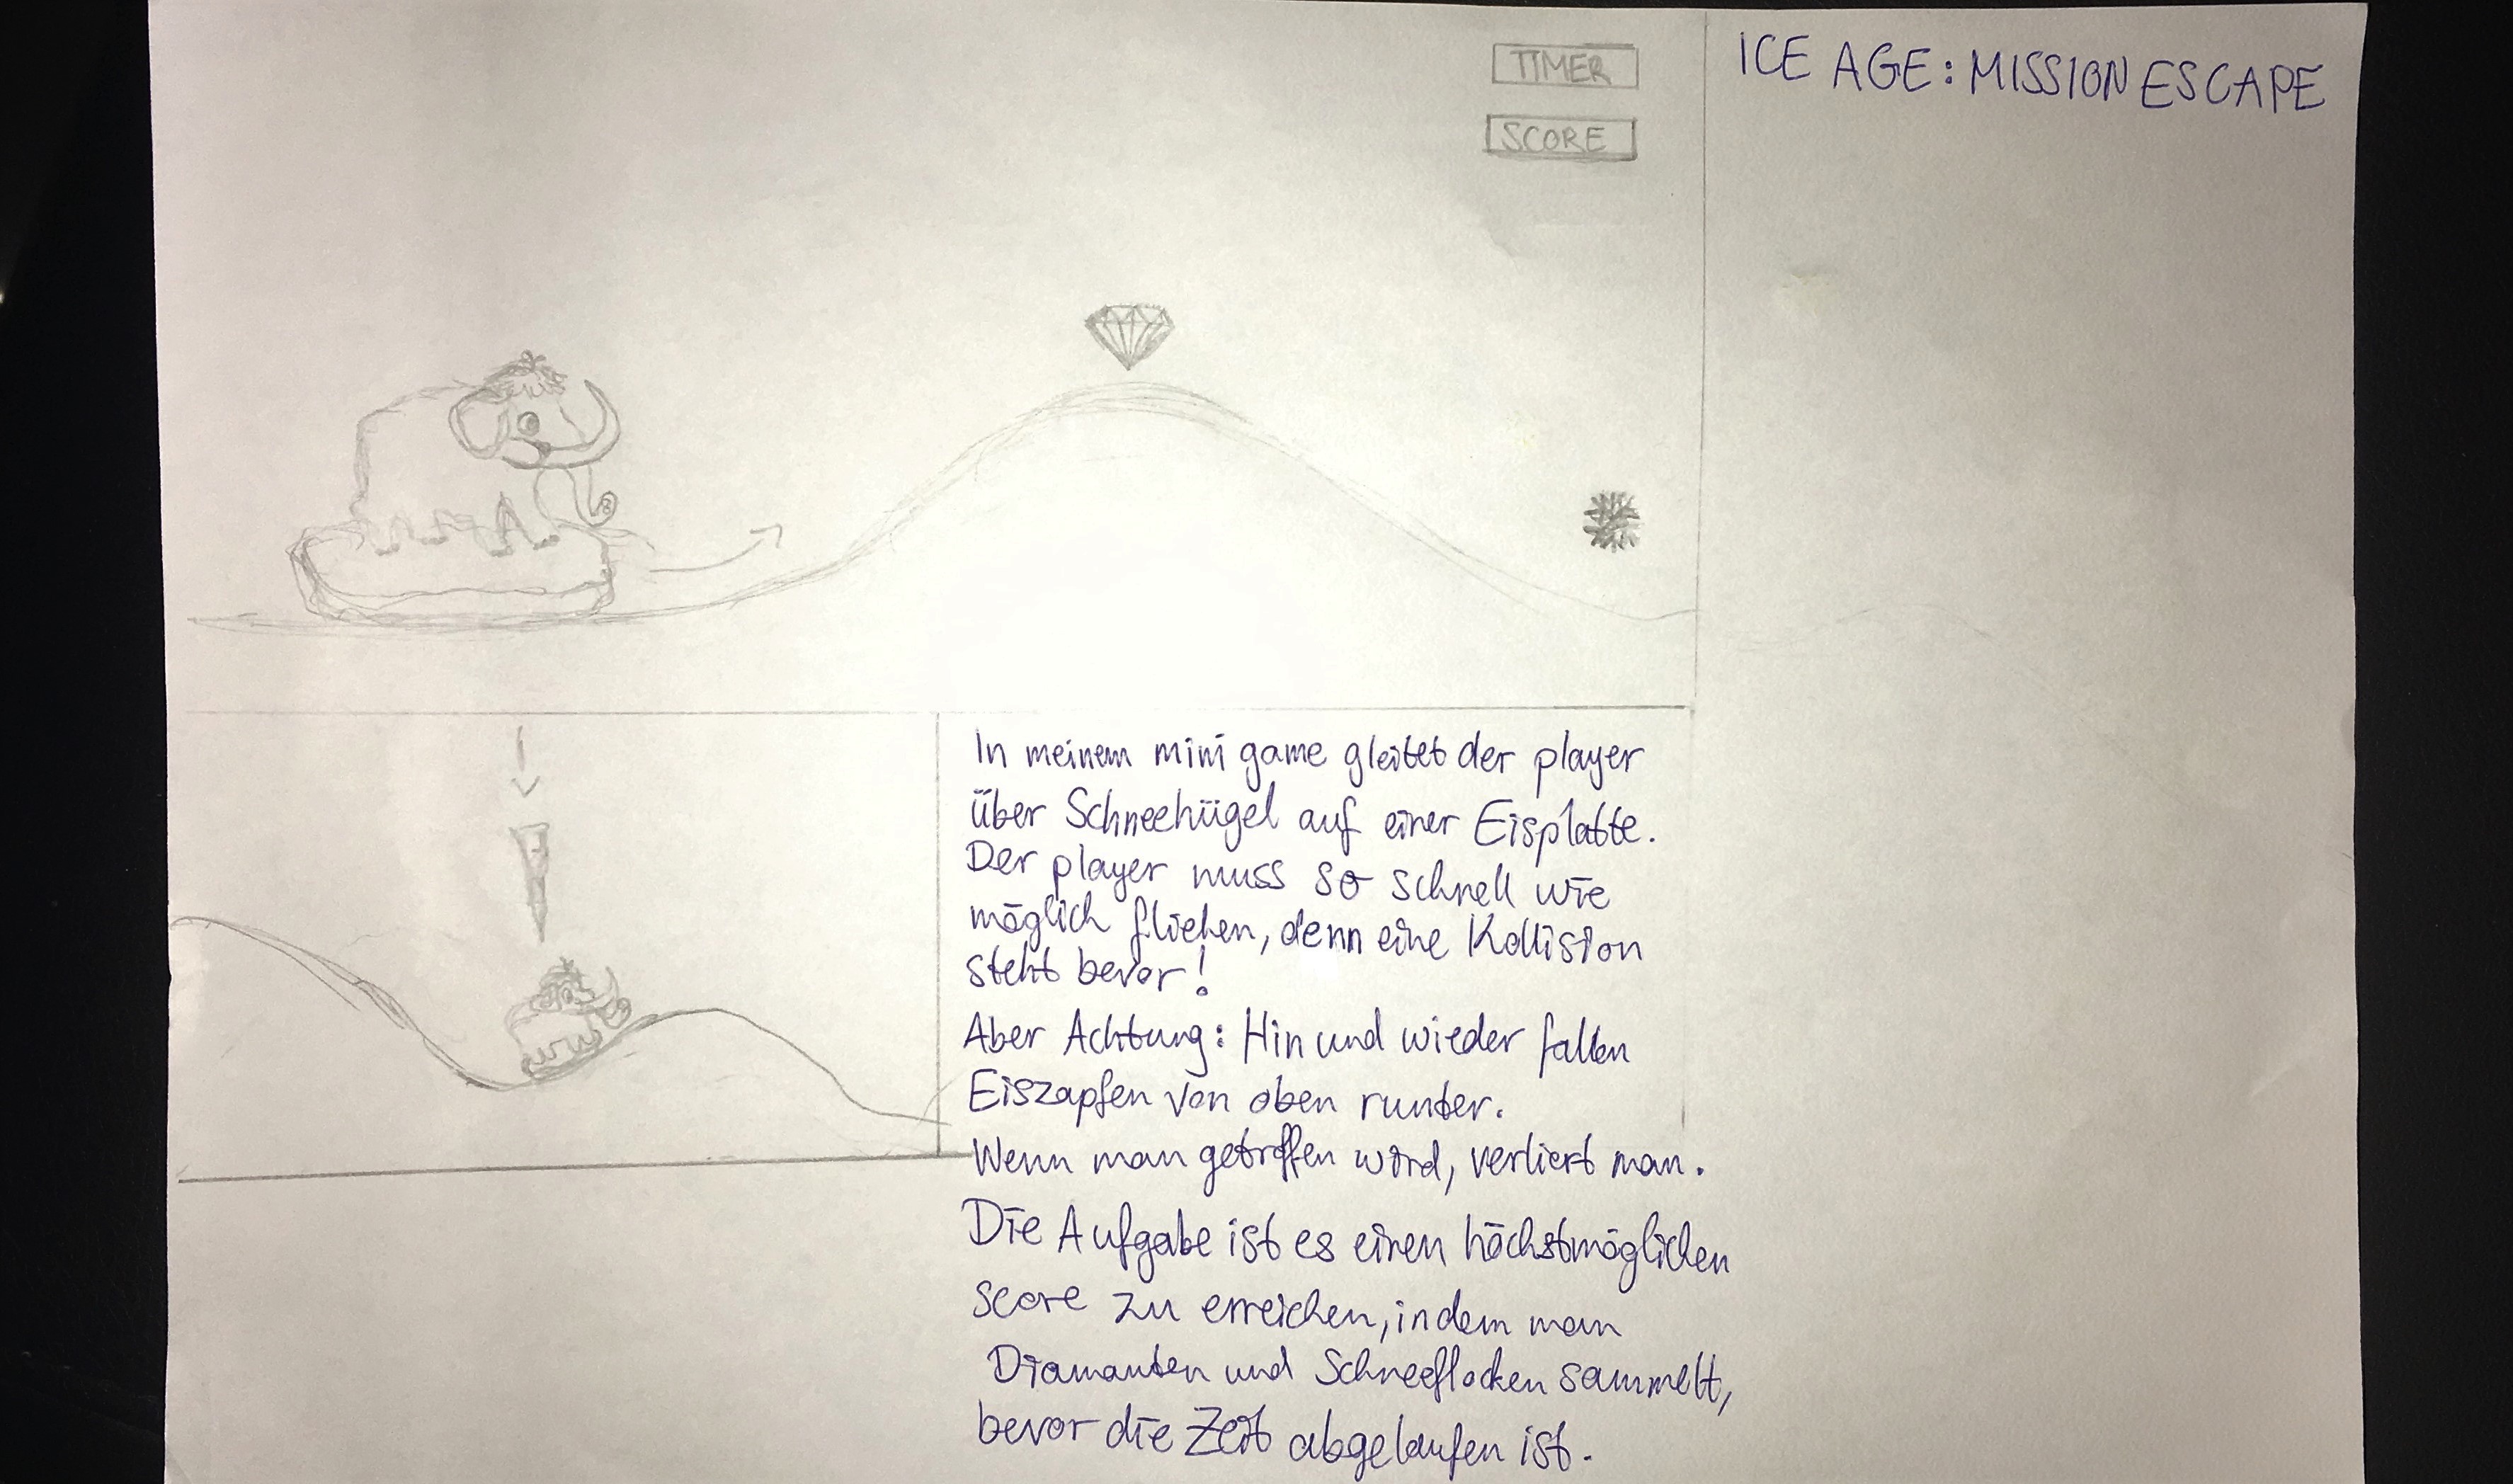 TIMER
SCORE
ICE AGE: MISSION ESCAPE
In meinem mini game gleitet der player
über Schneehügel auf einer Eisplatte.
Der player muss so schnell wie
möglich fliehen, denn eine Kollision
steht bevor!
Aber Achtung: Hin und wieder fallen
Eiszapfen von oben runter.
Wenn man getroffen wird, verliert man.
Die Aufgabe ist es einen höchstmöglichen
score zu erreichen, indem man
Diamanten und Schneeflocken sammelt,
bevor die Zeit abgelaufen ist.